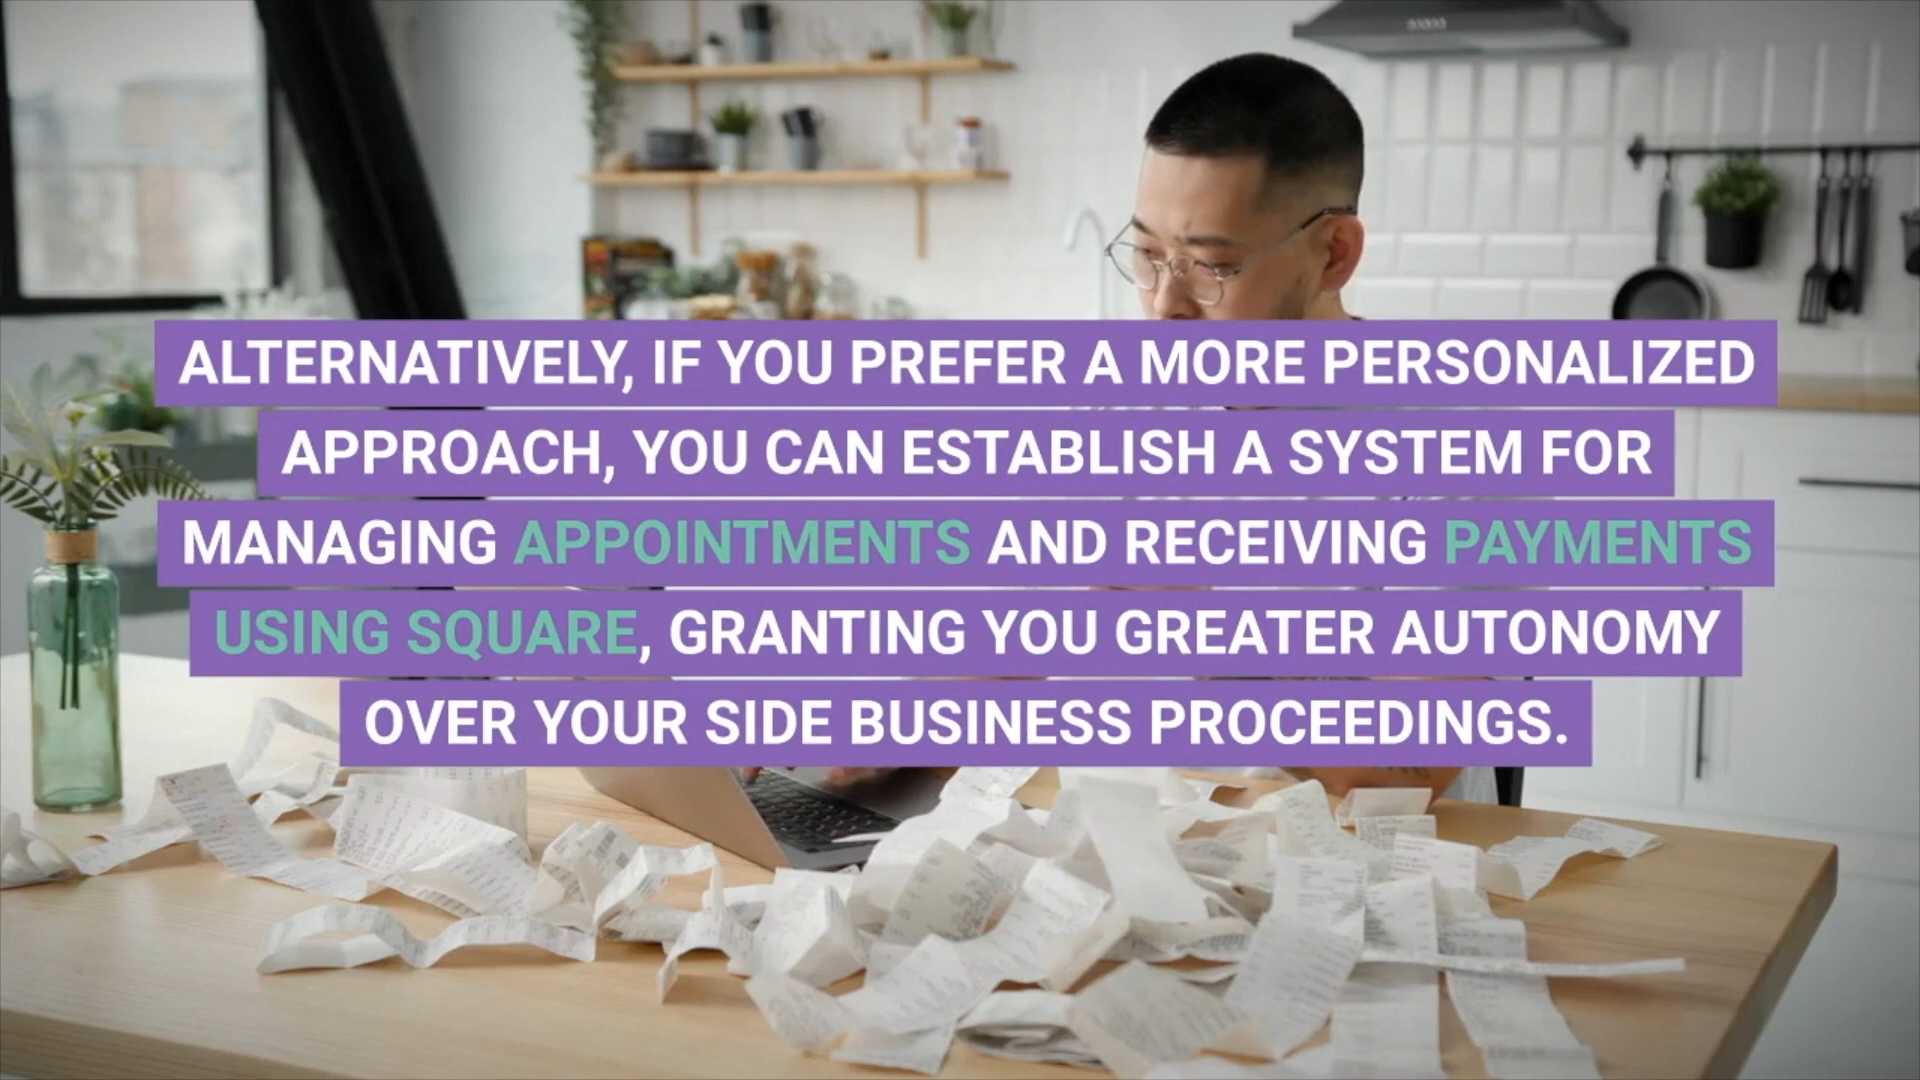 ALTERNATIVELY, IF YOU PREFER A MORE PERSONALIZED
APPROACH, YOU CAN ESTABLISH A SYSTEM FOR
MANAGING APPOINTMENTS AND RECEIVING PAYMENTS
USING SQUARE, GRANTING YOU GREATER AUTONOMY
OVER YOUR SIDE BUSINESS PROCEEDINGS.